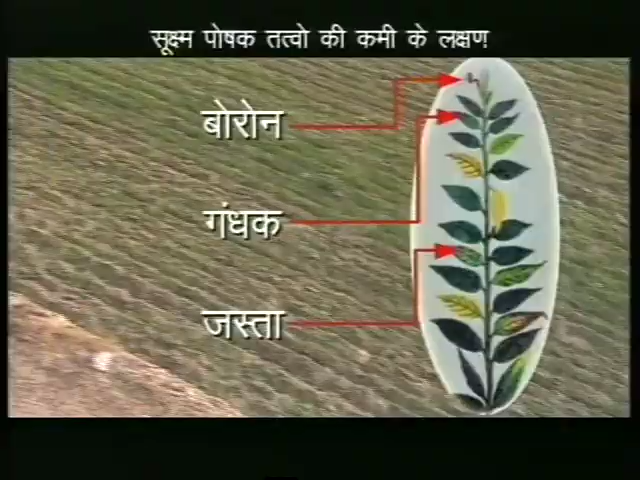 सूक्ष्म पोषक तत्वो की कमी के लक्षण
बोरोन
गंधक
जस्ता